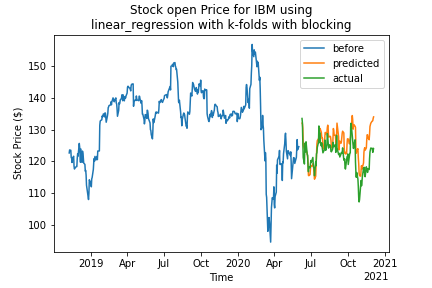 Stock open Price for IBM using
linear_regression with k-folds with blocking
before
predicted
actual
Stock Price ($)
150
140
130
120
110
100
2019
Apr
Jul
Oct
2020
Apr
Jul
Oct
2021
Time
2021